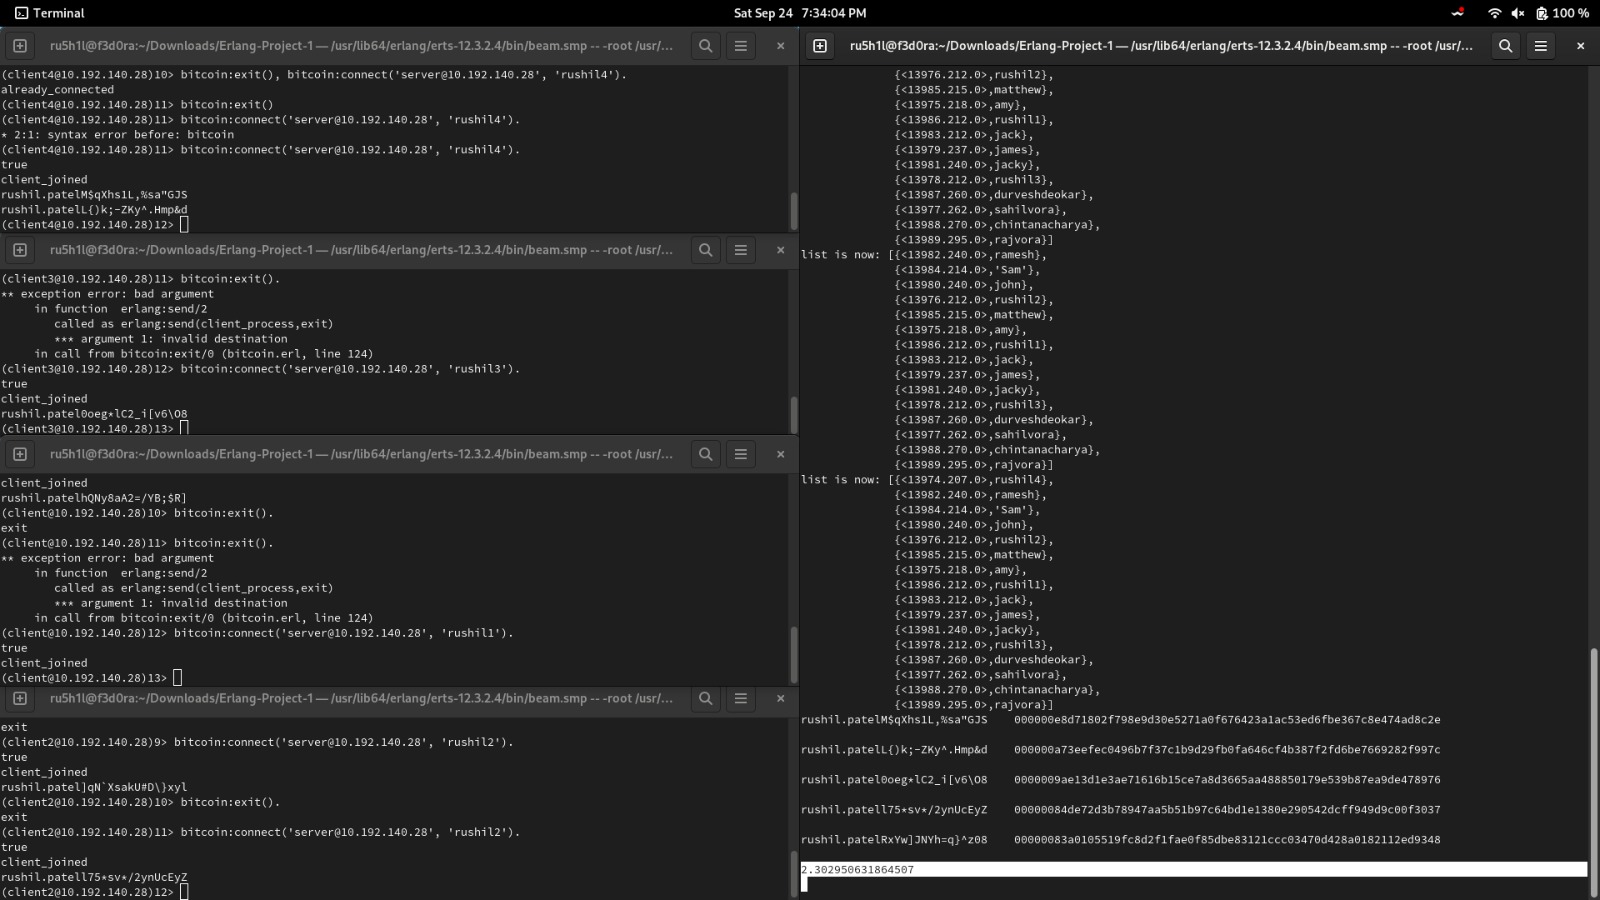 Terminal
Sat Sep 24 7:34:04 PM
100 %
ru5h1l@f3d0ra:~/Downloads/Erlang-Project-1 — /usr/lib64/erlang/erts-12.3.2.4/bin/beam.smp -- -root /usr/...
(client4@10.192.140.28)10> bitcoin:exit(), bitcoin:connect('server@10.192.140.28', 'rushil4').
already_connected
(client4@10.192.140.28)11> bitcoin:exit()
(client4@10.192.140.28)11> bitcoin:connect('server@10.192.140.28', 'rushil4').
* 2:1: syntax error before: bitcoin
(client4@10.192.140.28)11> bitcoin:connect('server@10.192.140.28', 'rushil4').
true
client_joined
rushil.patelM$qXhs1L,%sa"GJS
rushil.patelL{)k;-ZKy^.Hmp&d
(client4@10.192.140.28)12>
ru5h1l@f3d0ra:~/Downloads/Erlang-Project-1 — /usr/lib64/erlang/erts-12.3.2.4/bin/beam.smp -- -root /usr/...
(client3@10.192.140.28)11> bitcoin:exit().
** exception error: bad argument
in function  erlang:send/2
called as erlang:send(client_process,exit)
*** argument 1: invalid destination
in call from bitcoin:exit/0 (bitcoin.erl, line 124)
(client3@10.192.140.28)12> bitcoin:connect('server@10.192.140.28', 'rushil3').
true
client_joined
rushil.patel0oeg*lC2_i[v6\O8
(client3@10.192.140.28)13>
ru5h1l@f3d0ra:~/Downloads/Erlang-Project-1 — /usr/lib64/erlang/erts-12.3.2.4/bin/beam.smp -- -root /usr/...
client_joined
rushil.patelhQNy8aA2=/YB;$R]
(client@10.192.140.28)10> bitcoin:exit().
exit
(client@10.192.140.28)11> bitcoin:exit().
** exception error: bad argument
in function  erlang:send/2
called as erlang:send(client_process,exit)
*** argument 1: invalid destination
in call from bitcoin:exit/0 (bitcoin.erl, line 124)
(client@10.192.140.28)12> bitcoin:connect('server@10.192.140.28', 'rushil1').
true
client_joined
(client@10.192.140.28)13>
ru5h1l@f3d0ra:~/Downloads/Erlang-Project-1 — /usr/lib64/erlang/erts-12.3.2.4/bin/beam.smp -- -root /usr/...
exit
(client2@10.192.140.28)9> bitcoin:connect('server@10.192.140.28', 'rushil2').
true
client_joined
rushil.patel]qN`XsakU#D\}xyl
(client2@10.192.140.28)10> bitcoin:exit().
exit
(client2@10.192.140.28)11> bitcoin:connect('server@10.192.140.28', 'rushil2').
true
client_joined
rushil.patell75*sv*/2ynUcEyZ
(client2@10.192.140.28)12>
ru5h1l@f3d0ra:~/Downloads/Erlang-Project-1 — /usr/lib64/erlang/erts-12.3.2.4/bin/beam.smp -- -root /usr/...
{<13976.212.0>,rushil2},
{<13985.215.0>,matthew},
{<13975.218.0>,amy},
{<13986.212.0>,rushil1},
{<13983.212.0>,jack},
{<13979.237.0>,james},
{<13981.240.0>,jacky},
{<13978.212.0>,rushil3},
{<13987.260.0>,durveshdeokar},
{<13977.262.0>,sahilvora},
{<13988.270.0>,chintanacharya},
{<13989.295.0>,rajvora}]
list is now: [{<13982.240.0>,ramesh},
{<13984.214.0>,'Sam'},
{<13980.240.0>,john},
{<13976.212.0>,rushil2},
{<13985.215.0>,matthew},
{<13975.218.0>,amy},
{<13986.212.0>,rushil1},
{<13983.212.0>,jack},
{<13979.237.0>,james},
{<13981.240.0>,jacky},
{<13978.212.0>,rushil3},
{<13987.260.0>,durveshdeokar},
{<13977.262.0>,sahilvora},
{<13988.270.0>,chintanacharya},
{<13989.295.0>,rajvora}]
list is now: [{<13974.207.0>,rushil4},
{<13982.240.0>,ramesh},
{<13984.214.0>,'Sam'},
{<13980.240.0>,john},
{<13976.212.0>,rushil2},
{<13985.215.0>,matthew},
{<13975.218.0>,amy},
{<13986.212.0>,rushil1},
{<13983.212.0>,jack},
{<13979.237.0>,james},
{<13981.240.0>,jacky},
{<13978.212.0>,rushil3},
{<13987.260.0>,durveshdeokar},
{<13977.262.0>,sahilvora},
{<13988.270.0>,chintanacharya},
{<13989.295.0>,rajvora}]
rushil.patelM$qXhs1L,%sa"GJS    000000e8d71802f798e9d30e5271a0f676423a1ac53ed6fbe367c8e474ad8c2e
rushil.patelL{)k;-ZKy^.Hmp&d    000000a73eefec0496b7f37c1b9d29fb0fa646cf4b387f2fd6be7669282f997c
rushil.patel0oeg*lC2_i[v6\O8    0000009ae13d1e3ae71616b15ce7a8d3665aa488850179e539b87ea9de478976
rushil.patell75*sv*/2ynUcEyZ    00000084de72d3b78947aa5b51b97c64bd1e1380e290542dcff949d9c00f3037
rushil.patelRxYw]JNYh=q}^z08    00000083a0105519fc8d2f1fae0f85dbe83121ccc03470d428a0182112ed9348
2.302950631864507